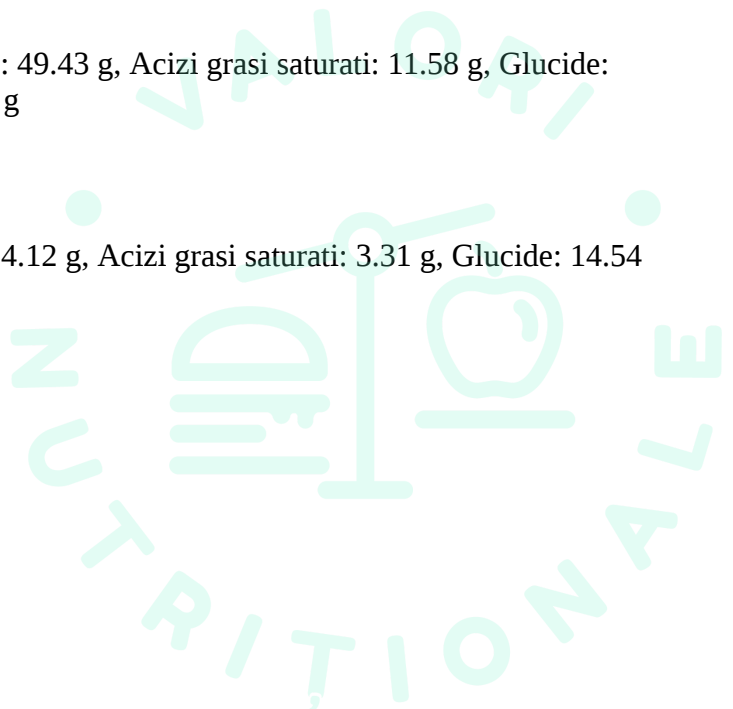 : 49.43 g, Acizi grasi saturati: 11.58 g, Glucide:
g
4.12 g, Acizi grasi saturati: 3.31 g, Glucide: 14.54
VALORI
NUTRITIONALE